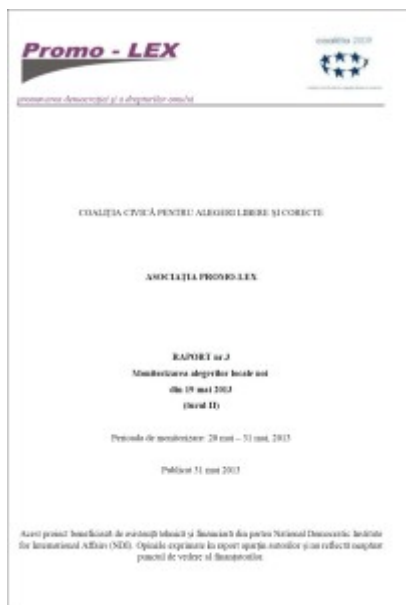 Promo - LEX
coaliția 2009
promovarea democrației și a drepturilor omului
COALIȚIA CIVICĂ PENTRU ALEGERI LIBERE ȘI CORECTE
ASOCIAȚIA PROMO-LEX
RAPORT nr.3
Monitorizarea alegerilor locale noi
din 19 mai 2013
(turul II)
Perioada de monitorizare: 20 mai – 31 mai, 2013
Publicat 31 mai 2013
Acest proiect beneficiază de asistență tehnică și financiară din partea National Democratic Institute
for International Affairs (NDI). Opiniile exprimate în raport aparțin autorilor și nu reflectă neapărat
punctul de vedere al finanțatorilor.